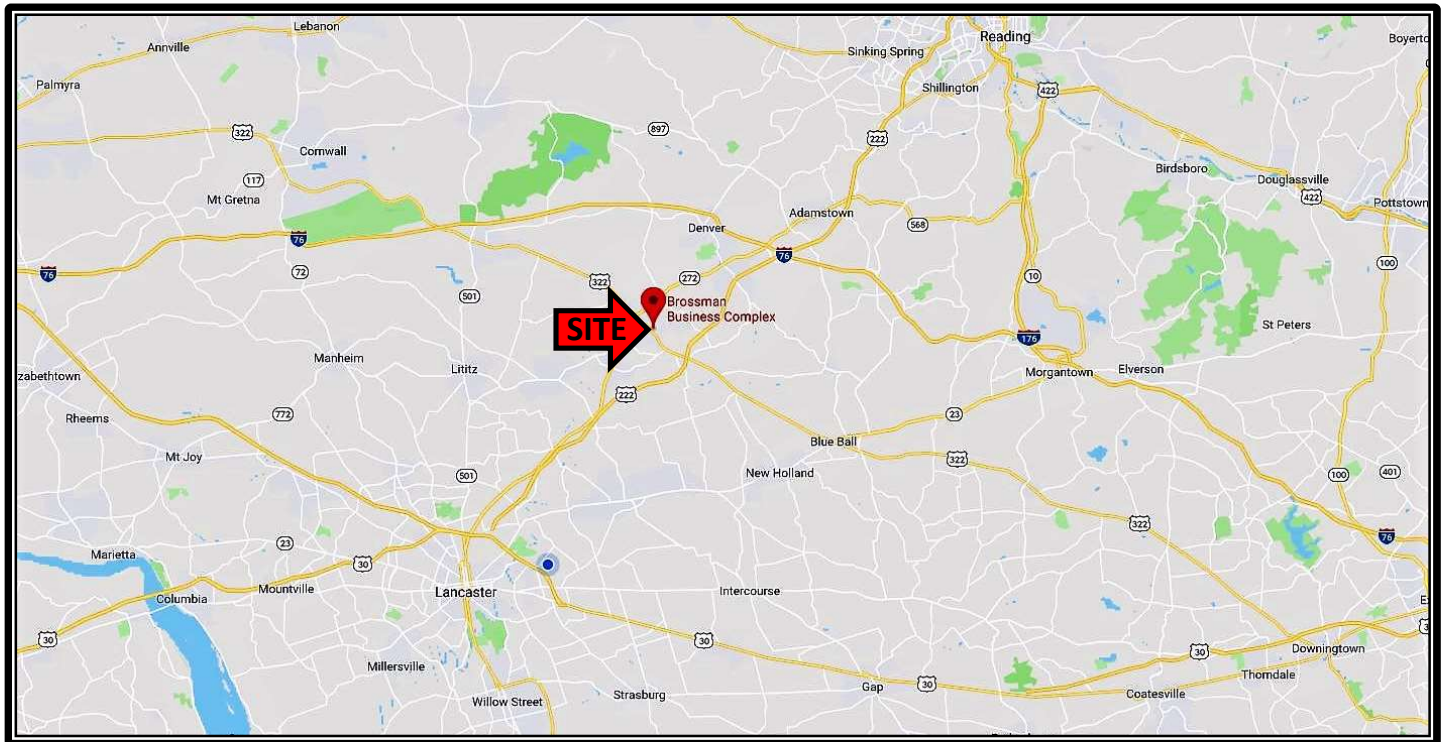 Lebanon
Reading
Annville
Boyerto
Sinking Spring
Palmyra
Shillington
422
322
897
222
Cornwall
Birdsboro
117
Douglassville
Mt Gretna
422
Pottstown
Adamstown
568
Denver
76
76
100
76
72
322
272
10
501
Brossman
Business Complex
SITE
St Peters
176
Manheim
Lititz
Morgantown
Elverson
zabethtown
222
772
23
Rheems
Blue Ball
Mt Joy
322
New Holland
501
100
401
322
76
23
Marietta
30
Mountville
Intercourse
Columbia
Lancaster
E
3
30
30
30
Downingtown
Millersville
Thorndale
Gap
30
Strasburg
Coatesville
Willow Street